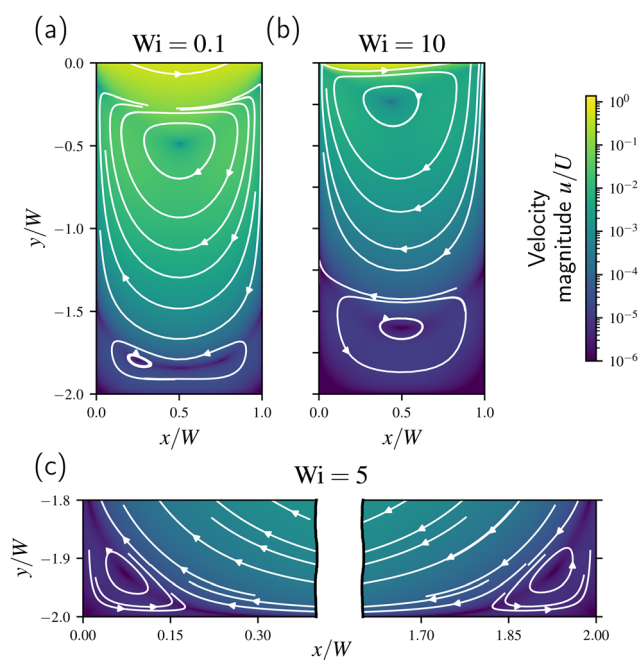 (a)
Wi = 0.1
(b)
Wi = 10
0.0
−0.5
−1.0
−1.5
−2.0
y/W
0.0
0.5
1.0
x/W
0.0
0.5
1.0
x/W
Velocity
magnitude u/U
10⁰
10⁻¹
10⁻²
10⁻³
10⁻⁴
10⁻⁵
10⁻⁶
(c)
Wi = 5
−1.8
−1.9
−2.0
y/W
0.00
0.15
0.30
1.70
1.85
2.00
x/W